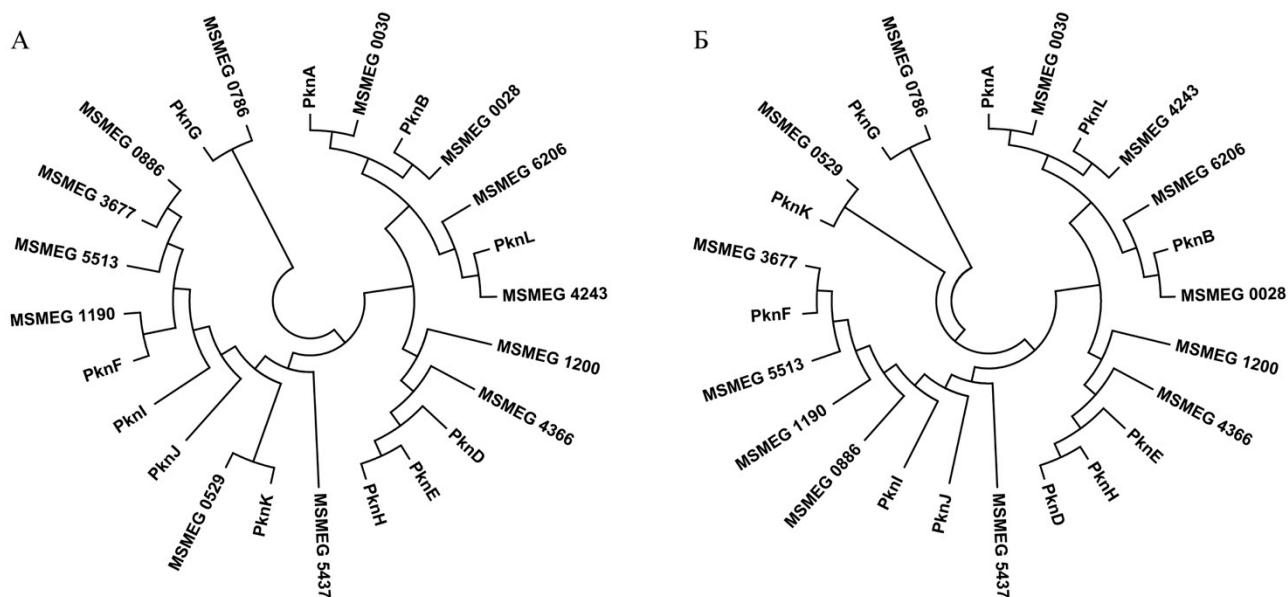 А
MSMEG 0786
PknG
MSMEG 0886
MSMEG 3677
MSMEG 5513
MSMEG 1190
PknF
PknI
PknJ
MSMEG 0529
PknK
MSMEG 5437
PknH
PknE
PknD
MSMEG 4366
MSMEG 1200
MSMEG 4243
PknL
MSMEG 6206
MSMEG 0028
PknB
MSMEG 0030
PknA
Б
MSMEG 0786
PknG
MSMEG 0529
PknK
MSMEG 3677
PknF
MSMEG 5513
MSMEG 1190
MSMEG 0886
PknI
PknJ
MSMEG 5437
PknD
PknH
PknE
MSMEG 4366
MSMEG 1200
MSMEG 0028
PknB
MSMEG 6206
MSMEG 4243
PknL
MSMEG 0030
PknA